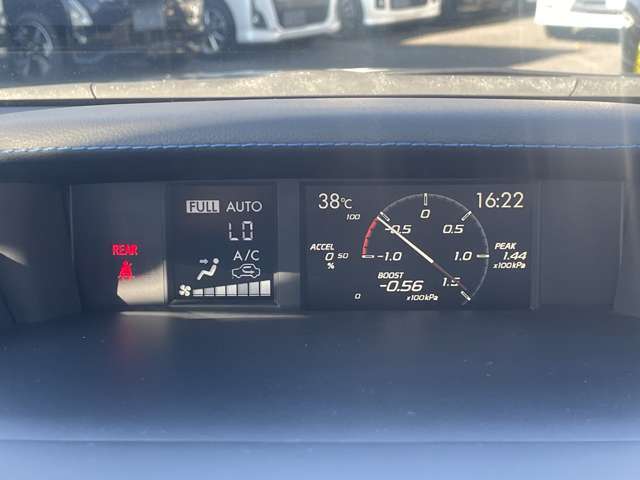 FULL AUTO
LO
A/C
REAR
38℃
16:22
100
50
0
ACCEL
0
%
-1.0
-0.5
0
0.5
1.0
1.5
BOOST
-0.56
x100kPa
PEAK
1.44
x100kPa